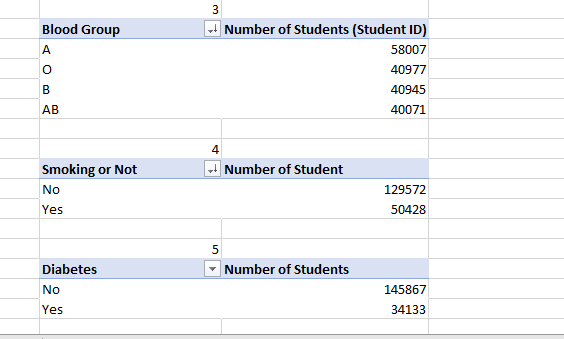 3
Blood Group Number of Students (Student ID)
A 58007
O 40977
B 40945
AB 40071
4
Smoking or Not Number of Student
No 129572
Yes 50428
5
Diabetes Number of Students
No 145867
Yes 34133